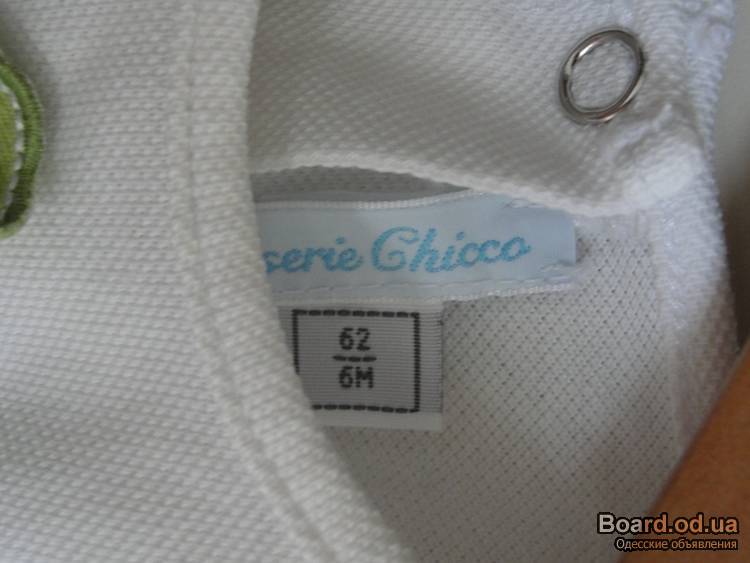 serie Chicco
62
6M
Board.od.ua
Одесские объявления